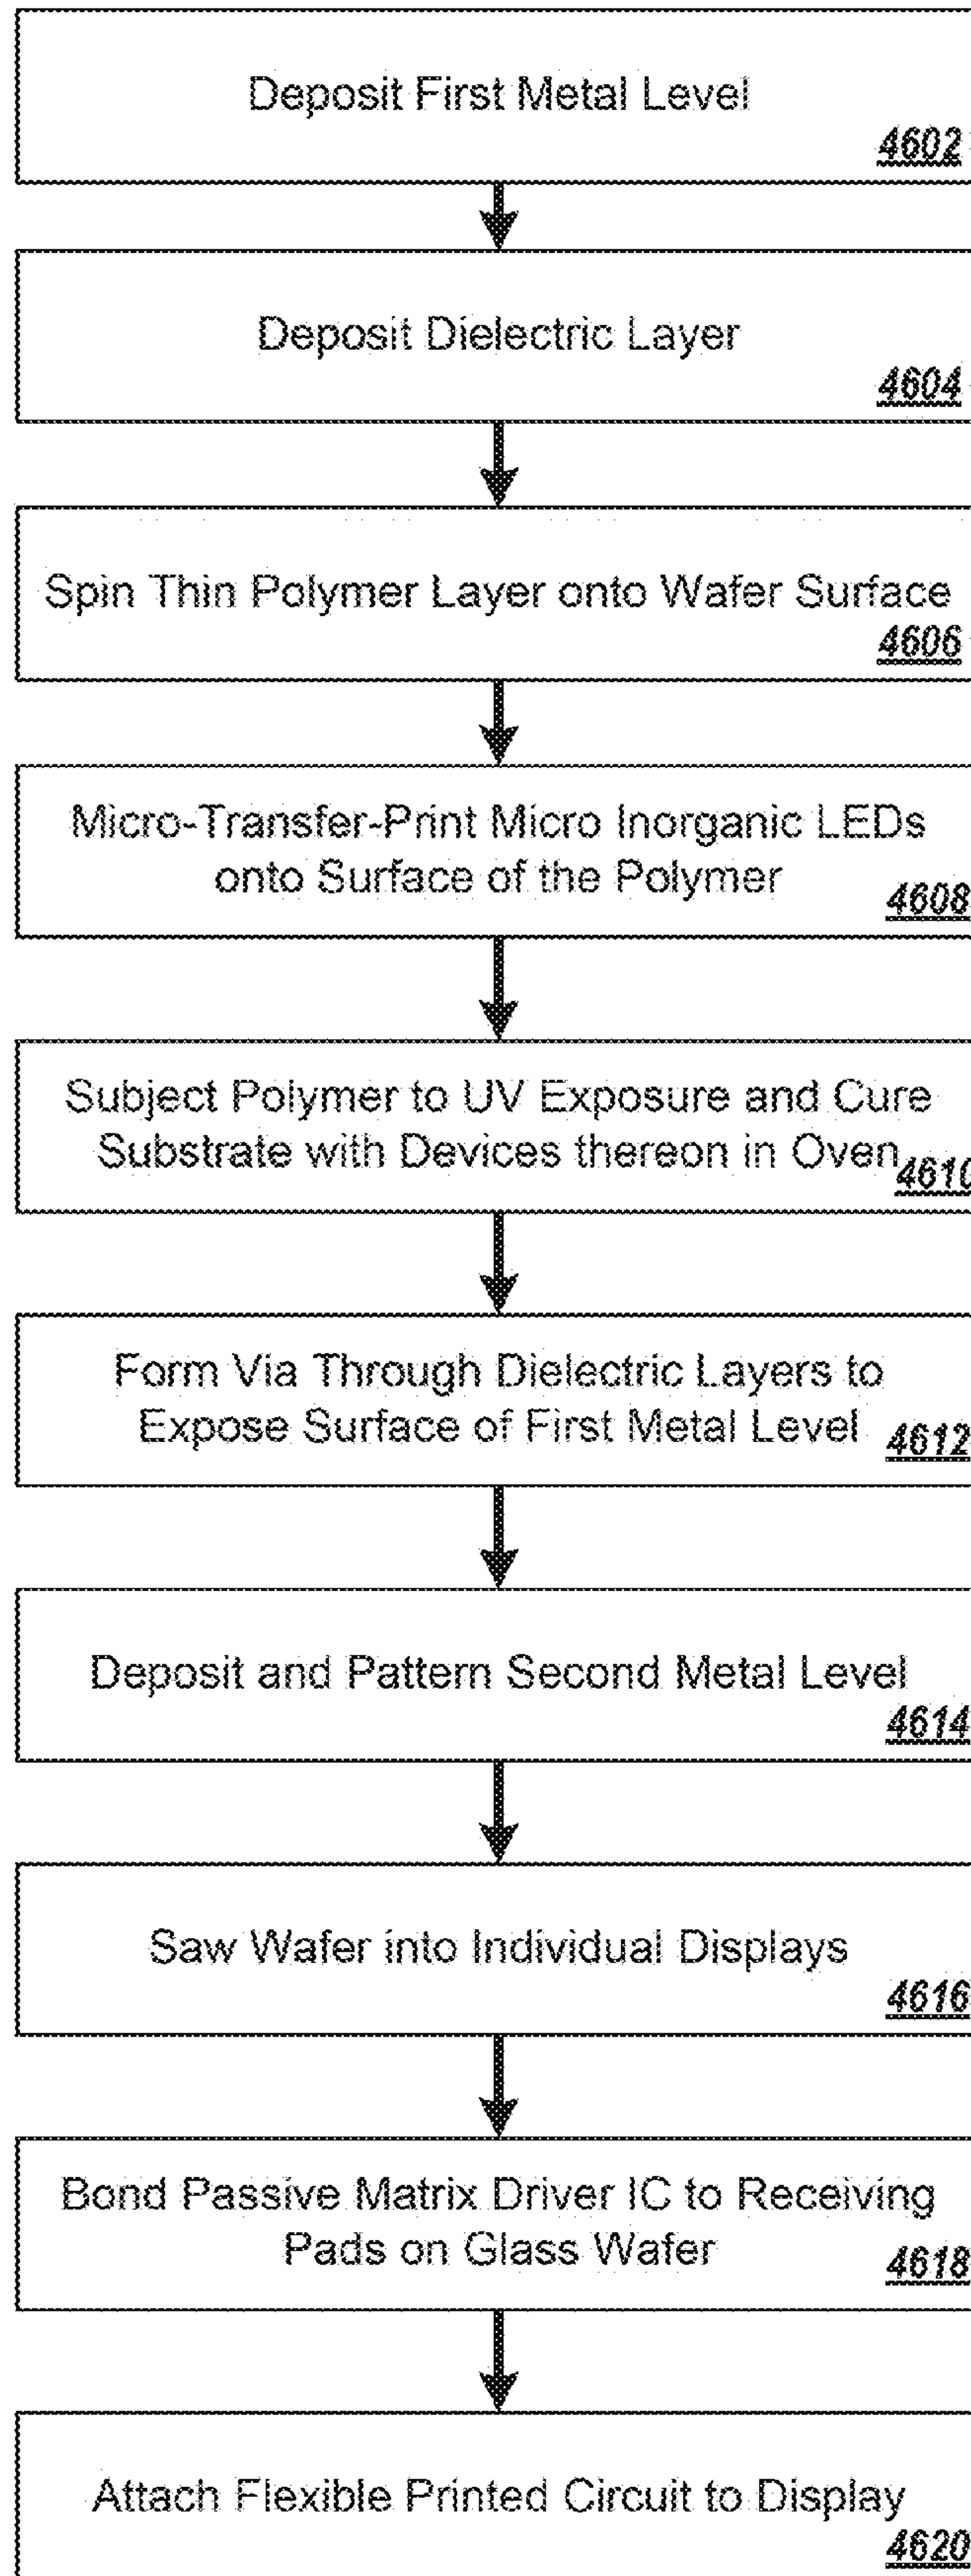 Deposit First Metal Level
4602
Deposit Dielectric Layer
4604
Spin Thin Polymer Layer onto Wafer Surface
4606
Micro-Transfer-Print Micro Inorganic LEDs
onto Surface of the Polymer
4608
Subject Polymer to UV Exposure and Cure
Substrate with Devices thereon in Oven
4610
Form Via Through Dielectric Layers to
Expose Surface of First Metal Level
4612
Deposit and Pattern Second Metal Level
4614
Saw Wafer into Individual Displays
4616
Bond Passive Matrix Driver IC to Receiving
Pads on Glass Wafer
4618
Attach Flexible Printed Circuit to Display
4620